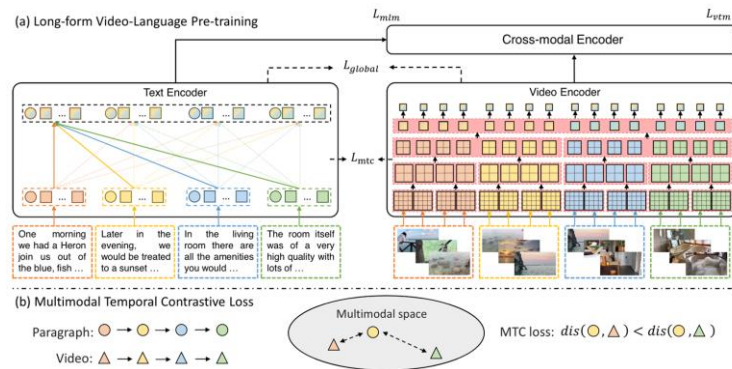 (a) Long-form Video-Language Pre-training
L_mlm
L_vtm
Cross-modal Encoder
L_global
Text Encoder
Video Encoder
... ... ... ...
L_mtc
... ... ... ...
One morning
we had a Heron
join us out of
the blue, fish ...
Later in the
evening, we
would be treated
to a sunset ...
In the living
room there are
all the amenities
you would ...
The room itself
was of a very
high quality with
lots of ...
(b) Multimodal Temporal Contrastive Loss
Paragraph:
Video:
Multimodal space
MTC loss: dis(○, △) < dis(○, △)